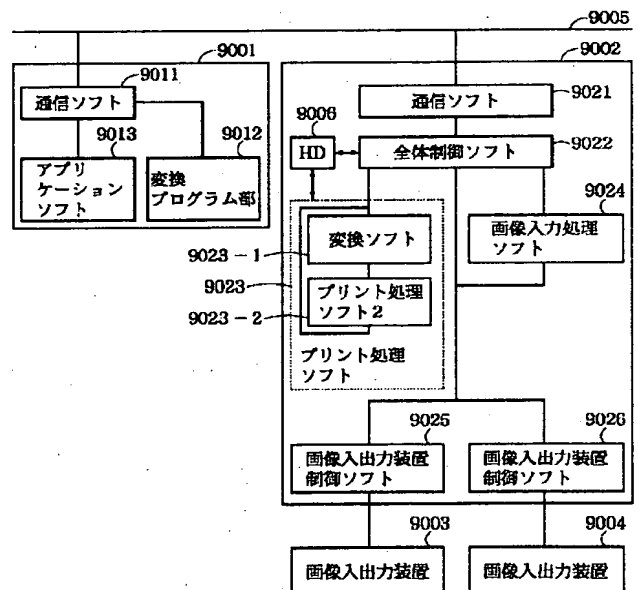 9005
9001
9002
9011
通信ソフト
9013
9012
アプリ
ケーション
ソフト
変換
プログラム部
9021
通信ソフト
9006
HD
9022
全体制御ソフト
9024
画像入力処理
ソフト
9023-1
変換ソフト
9023
9023-2
プリント処理
ソフト2
プリント処理
ソフト
9025
画像入出力装置
制御ソフト
9026
画像入出力装置
制御ソフト
9003
画像入出力装置
9004
画像入出力装置